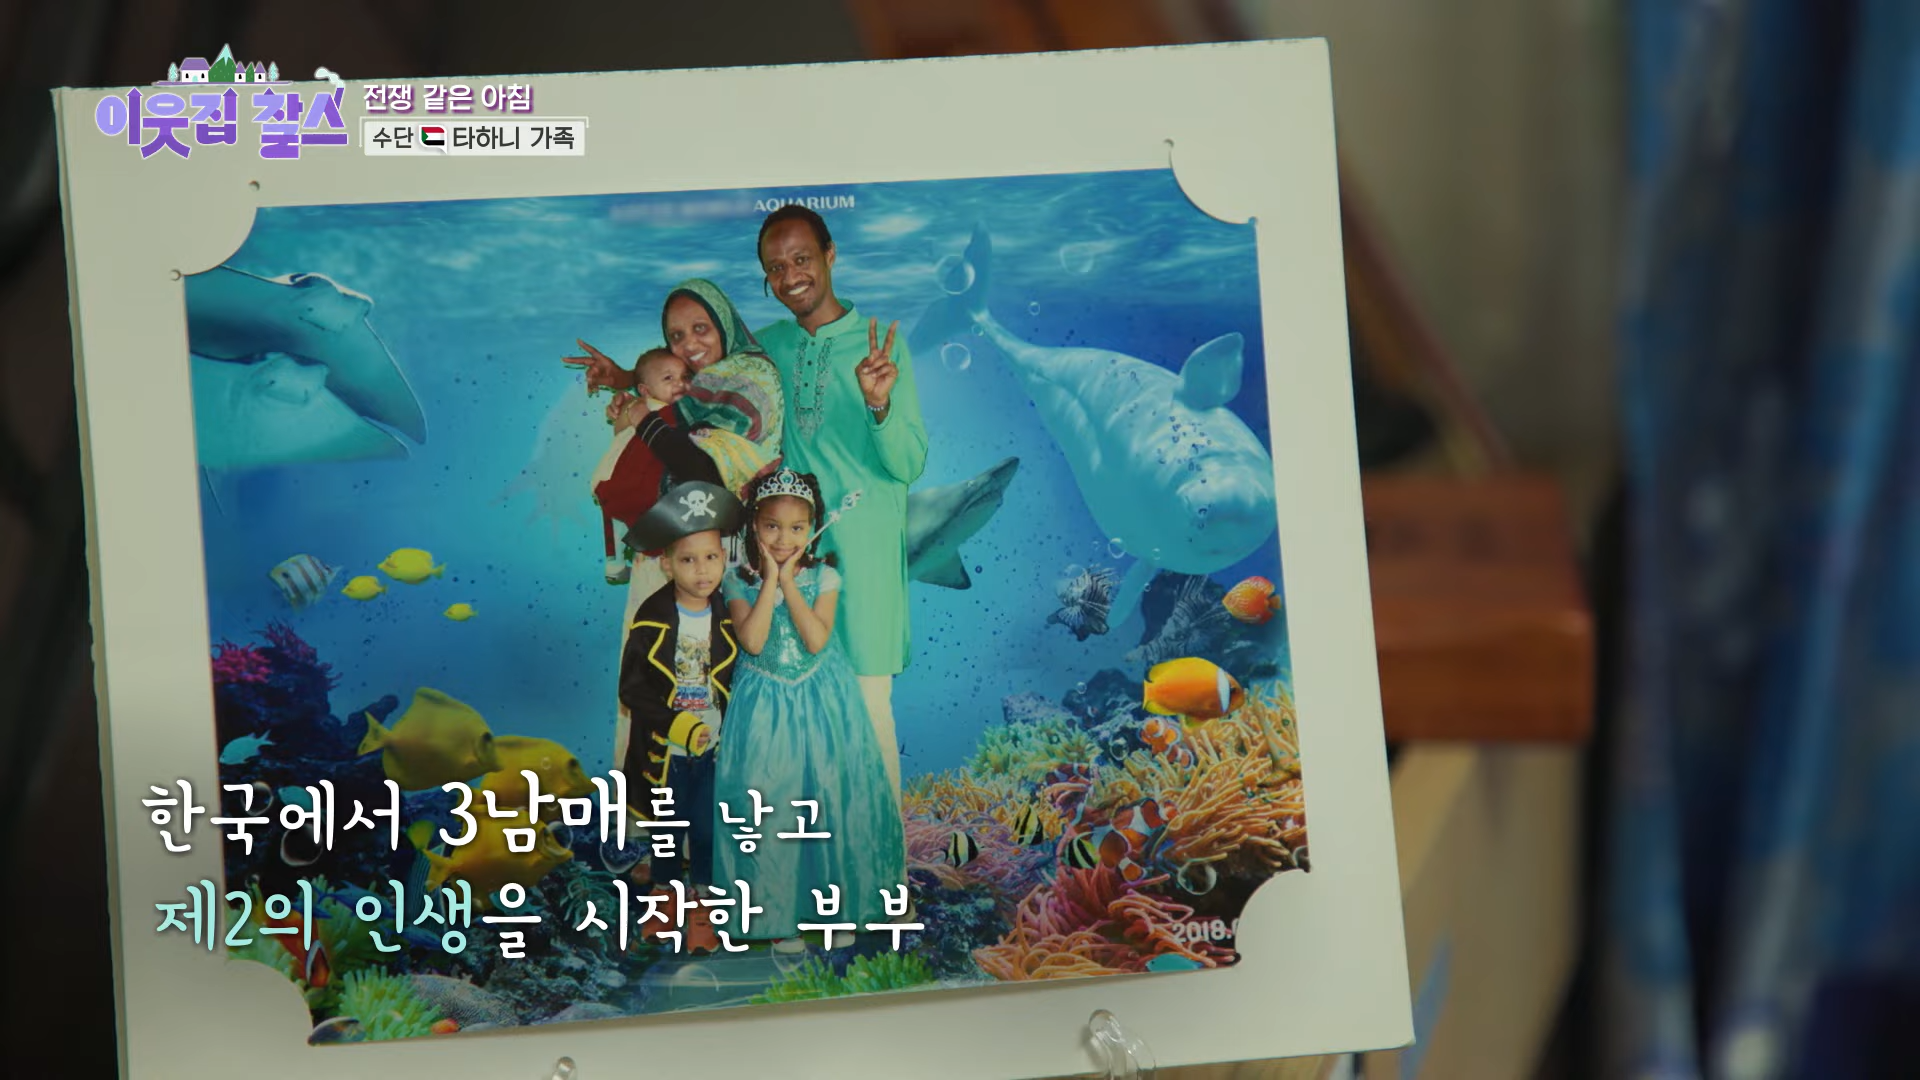 이웃집 찰스
전쟁 같은 아침
수단 타하니 가족
AQUARIUM
한국에서 3남매를 낳고
제2의 인생을 시작한 부부
2018.